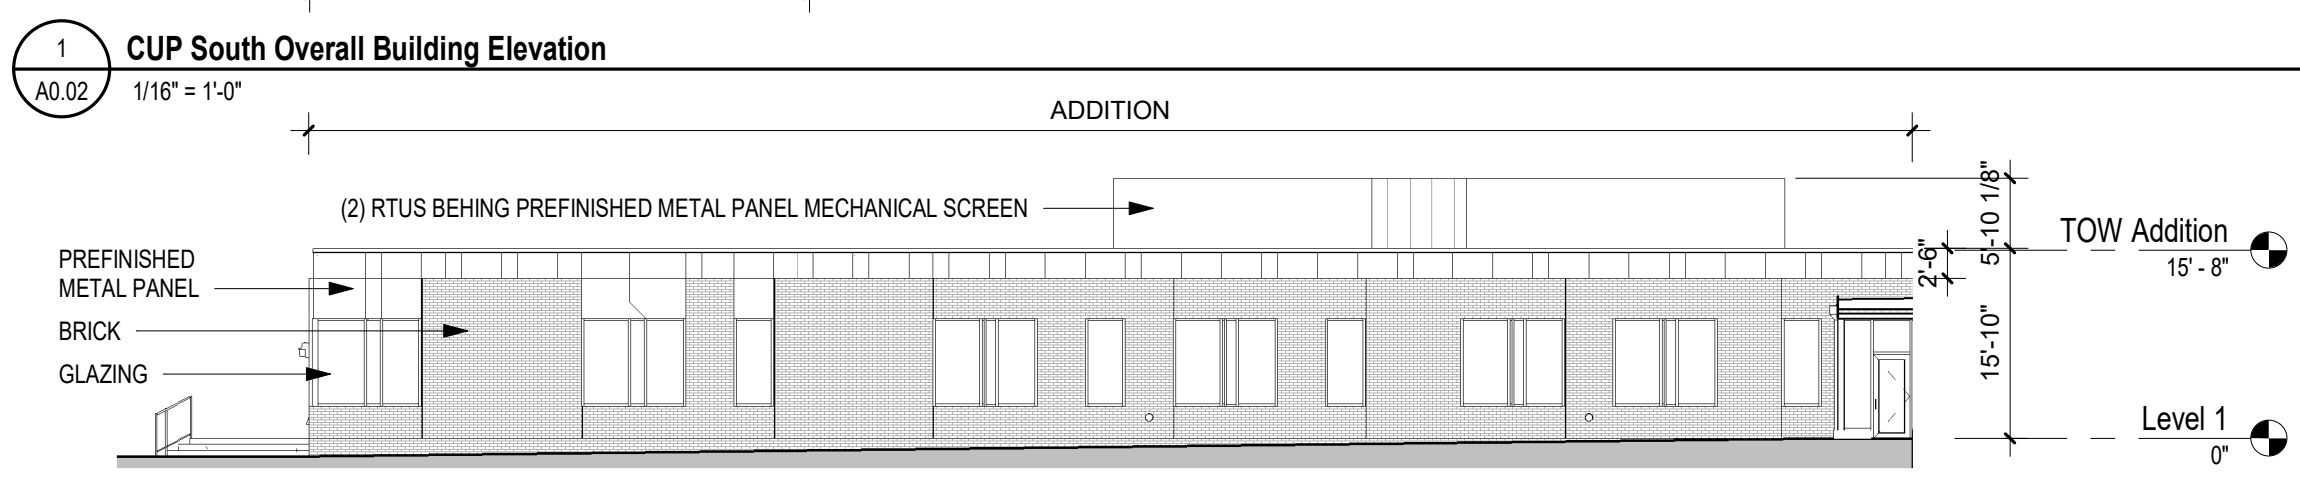 1
CUP South Overall Building Elevation
A0.02
1/16" = 1'-0"
ADDITION
(2) RTUS BEHING PREFINISHED METAL PANEL MECHANICAL SCREEN
PREFINISHED
METAL PANEL
BRICK
GLAZING
5'-10 1/8"
2'-6"
15'-10"
TOW Addition
15' - 8"
Level 1
0"